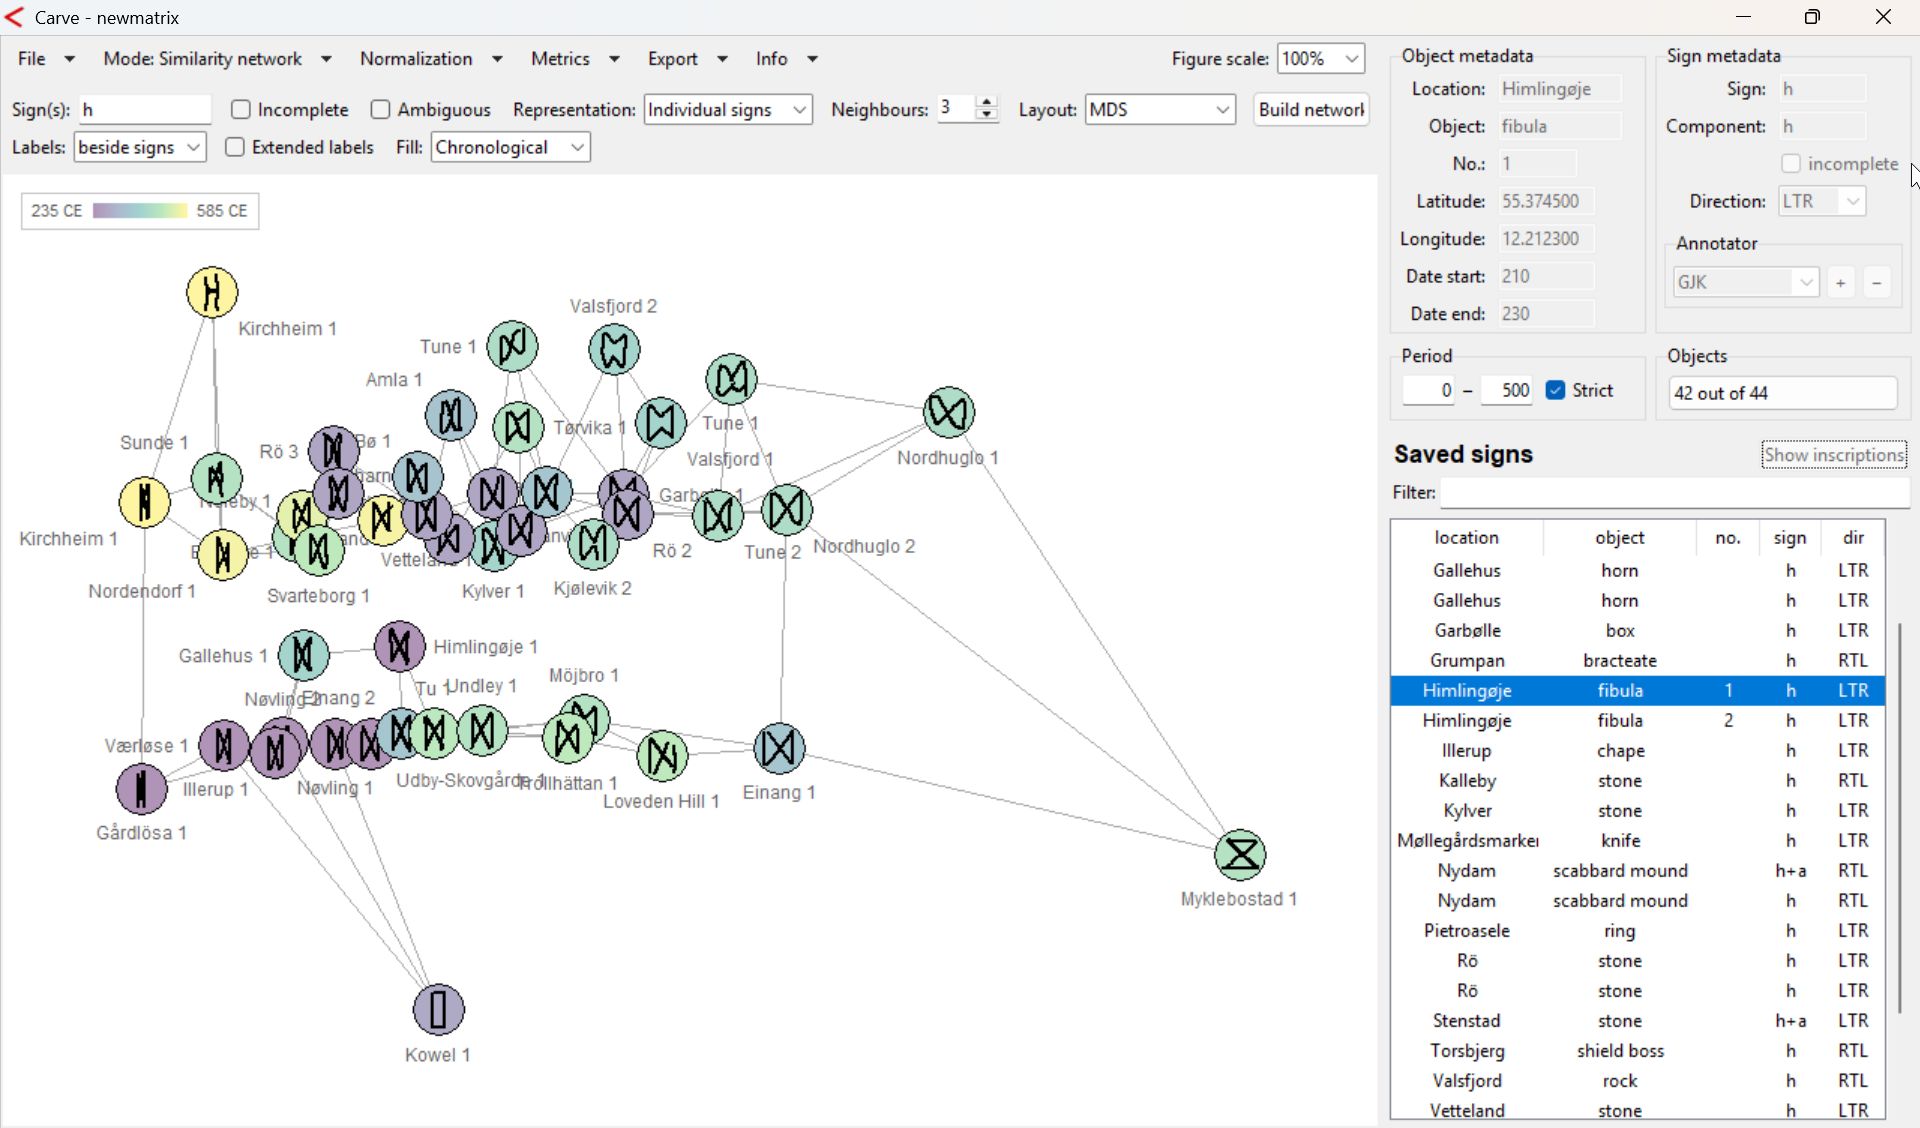 Carve - newmatrix
File Mode: Similarity network Normalization Metrics Export Info Figure scale: 100%
Sign(s): h Incomplete Ambiguous Representation: Individual signs Neighbours: 3 Layout: MDS Build network
Labels: beside signs Extended labels Fill: Chronological
235 CE 585 CE
Kirchheim 1
Valsfjord 2
Tune 1
Amla 1
Sunde 1
Rö 3
Bø 1
Tørvika 1
Tune 1
Nordhuglo 1
Valsfjord 1
Kirchheim 1
Rö 2
Tune 2
Nordhuglo 2
Nordendorf 1
Svarteborg 1
Kylver 1
Kjølevik 2
Gallehus 1
Himlingøje 1
Möjbro 1
Einang 2
Undley 1
Værløse 1
Illerup 1
Nøvling 1
Udby-Skovgårde 1
Trollhättan 1
Loveden Hill 1
Einang 1
Gårdlösa 1
Myklebostad 1
Kowel 1
Object metadata
Location: Himlingøje
Object: fibula
No.: 1
Latitude: 55.374500
Longitude: 12.212300
Date start: 210
Date end: 230
Sign metadata
Sign: h
Component: h
incomplete
Direction: LTR
Annotator
GJK + -
Period
0 – 500 Strict
Objects
42 out of 44
Saved signs Show inscriptions
Filter:
location object no. sign dir
Gallehus horn h LTR
Gallehus horn h LTR
Garbølle box h LTR
Grumpan bracteate h RTL
Himlingøje fibula 1 h LTR
Himlingøje fibula 2 h LTR
Illerup chape h LTR
Kalleby stone h RTL
Kylver stone h LTR
Møllegårdsmarken knife h LTR
Nydam scabbard mound h+a RTL
Nydam scabbard mound h RTL
Pietroasele ring h LTR
Rö stone h LTR
Rö stone h LTR
Stenstad stone h+a LTR
Torsbjerg shield boss h RTL
Valsfjord rock h RTL
Vetteland stone h LTR